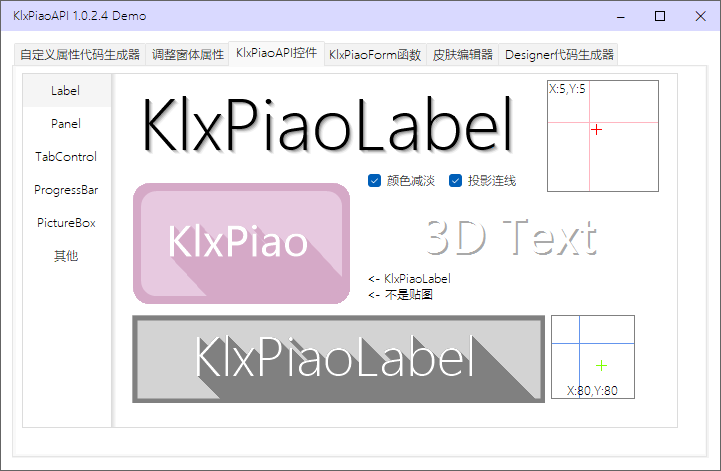 KlxPiaoAPI 1.0.2.4 Demo
自定义属性代码生成器 调整窗体属性 KlxPiaoAPI控件 KlxPiaoForm函数 皮肤编辑器 Designer代码生成器
Label
Panel
TabControl
ProgressBar
PictureBox
其他
KlxPiaoLabel
X:5,Y:5
颜色减淡 投影连线
KlxPiao
3D Text
<- KlxPiaoLabel
<- 不是贴图
KlxPiaoLabel
X:80,Y:80